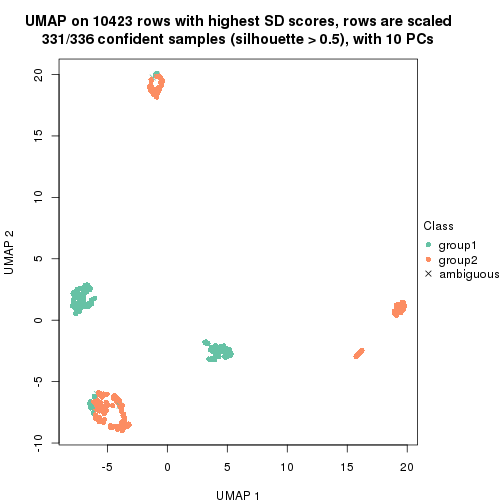 UMAP on 10423 rows with highest SD scores, rows are scaled
331/336 confident samples (silhouette > 0.5), with 10 PCs
20
15
10
5
0
-5
-10
UMAP 2
-5
0
5
10
15
20
UMAP 1
Class
group1
group2
ambiguous